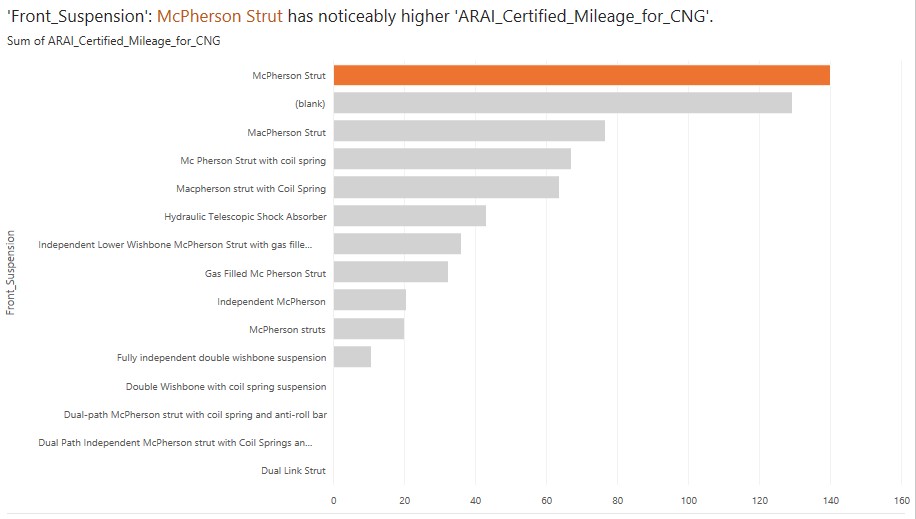 'Front_Suspension': McPherson Strut has noticeably higher 'ARAI_Certified_Mileage_for_CNG'.
Sum of ARAI_Certified_Mileage_for_CNG
Front_Suspension
McPherson Strut
(blank)
MacPherson Strut
Mc Pherson Strut with coil spring
Macpherson strut with Coil Spring
Hydraulic Telescopic Shock Absorber
Independent Lower Wishbone McPherson Strut with gas fille...
Gas Filled Mc Pherson Strut
Independent McPherson
McPherson struts
Fully independent double wishbone suspension
Double Wishbone with coil spring suspension
Dual-path McPherson strut with coil spring and anti-roll bar
Dual Path Independent McPherson strut with Coil Springs an...
Dual Link Strut
0 20 40 60 80 100 120 140 160